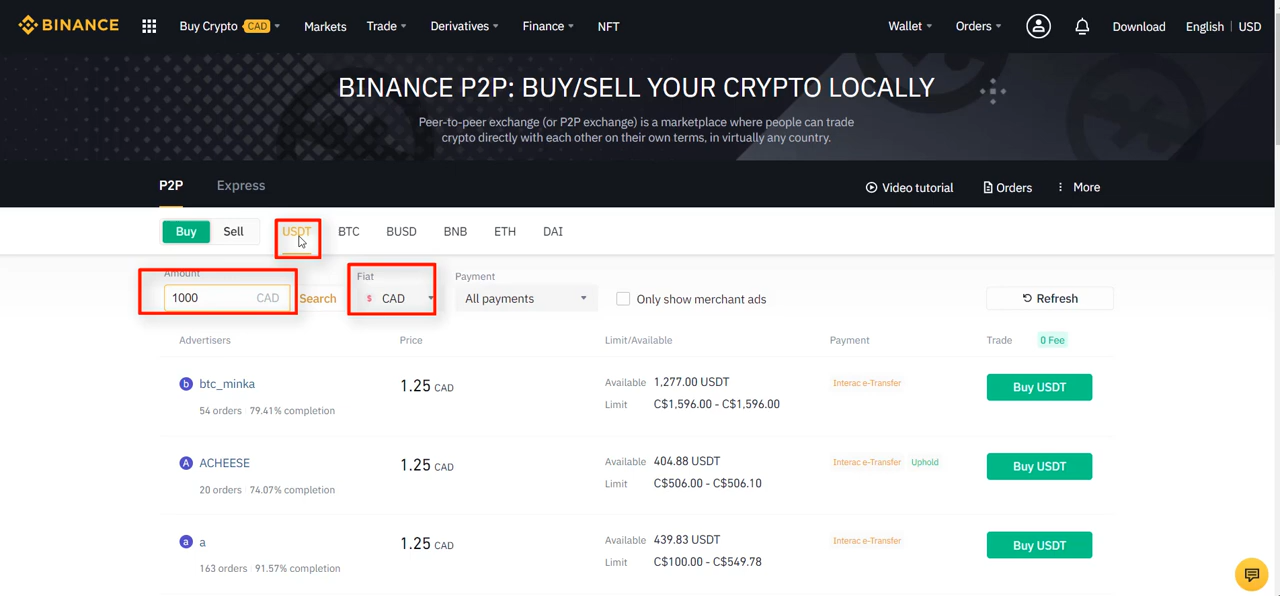 BINANCE Buy Crypto CAD Markets Trade Derivatives Finance NFT Wallet Orders Download English | USD
BINANCE P2P: BUY/SELL YOUR CRYPTO LOCALLY
Peer-to-peer exchange (or P2P exchange) is a marketplace where people can trade
crypto directly with each other on their own terms, in virtually any country.
P2P Express Video tutorial Orders More
Buy Sell USDT BTC BUSD BNB ETH DAI
Amount Fiat Payment
1000 CAD Search $ CAD All payments Only show merchant ads Refresh
Advertisers Price Limit/Available Payment Trade 0 Fee
b btc_minka 1.25 CAD Available 1,277.00 USDT Interac e-Transfer Buy USDT
54 orders 79.41% completion Limit C$1,596.00 - C$1,596.00
A ACHEESE 1.25 CAD Available 404.88 USDT Interac e-Transfer Uphold Buy USDT
20 orders 74.07% completion Limit C$506.00 - C$506.10
a a 1.25 CAD Available 439.83 USDT Interac e-Transfer Buy USDT
163 orders 91.57% completion Limit C$100.00 - C$549.78